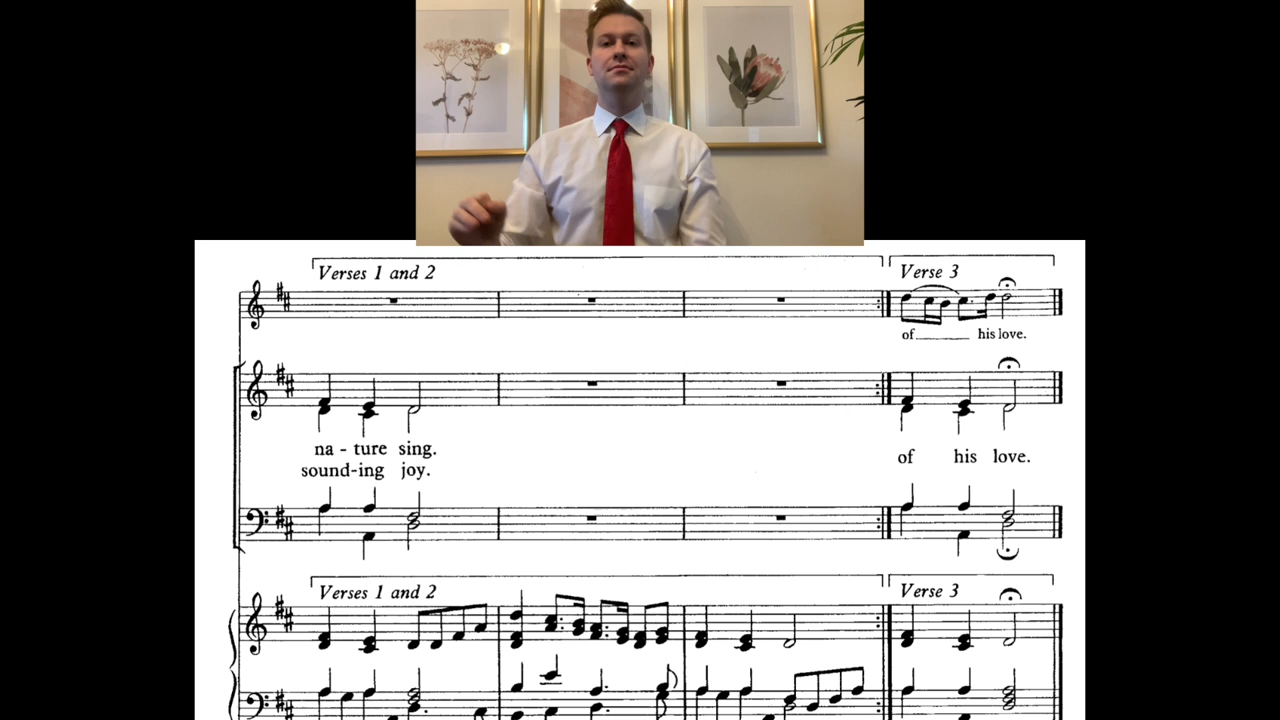 Verses 1 and 2
Verse 3
of________ his love.
na - ture sing.
sound-ing joy.
of his love.
Verses 1 and 2
Verse 3